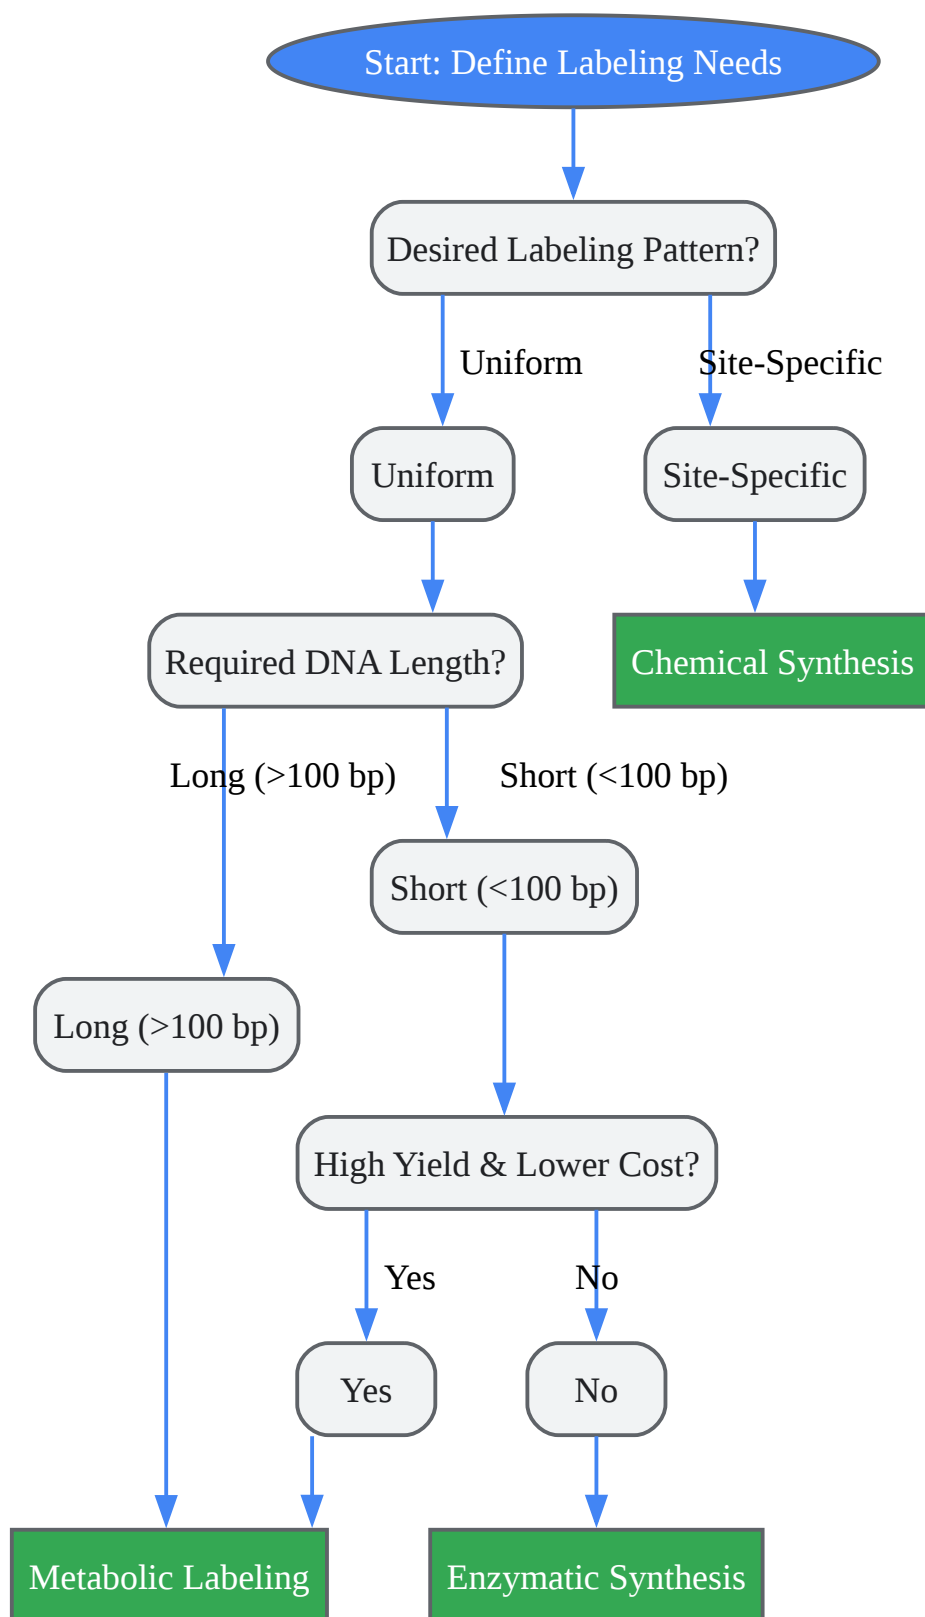 Start: Define Labeling Needs
Desired Labeling Pattern?
Uniform
Site-Specific
Uniform
Site-Specific
Required DNA Length?
Chemical Synthesis
Long (>100 bp)
Short (<100 bp)
Short (<100 bp)
Long (>100 bp)
High Yield & Lower Cost?
Yes
No
Yes
No
Metabolic Labeling
Enzymatic Synthesis